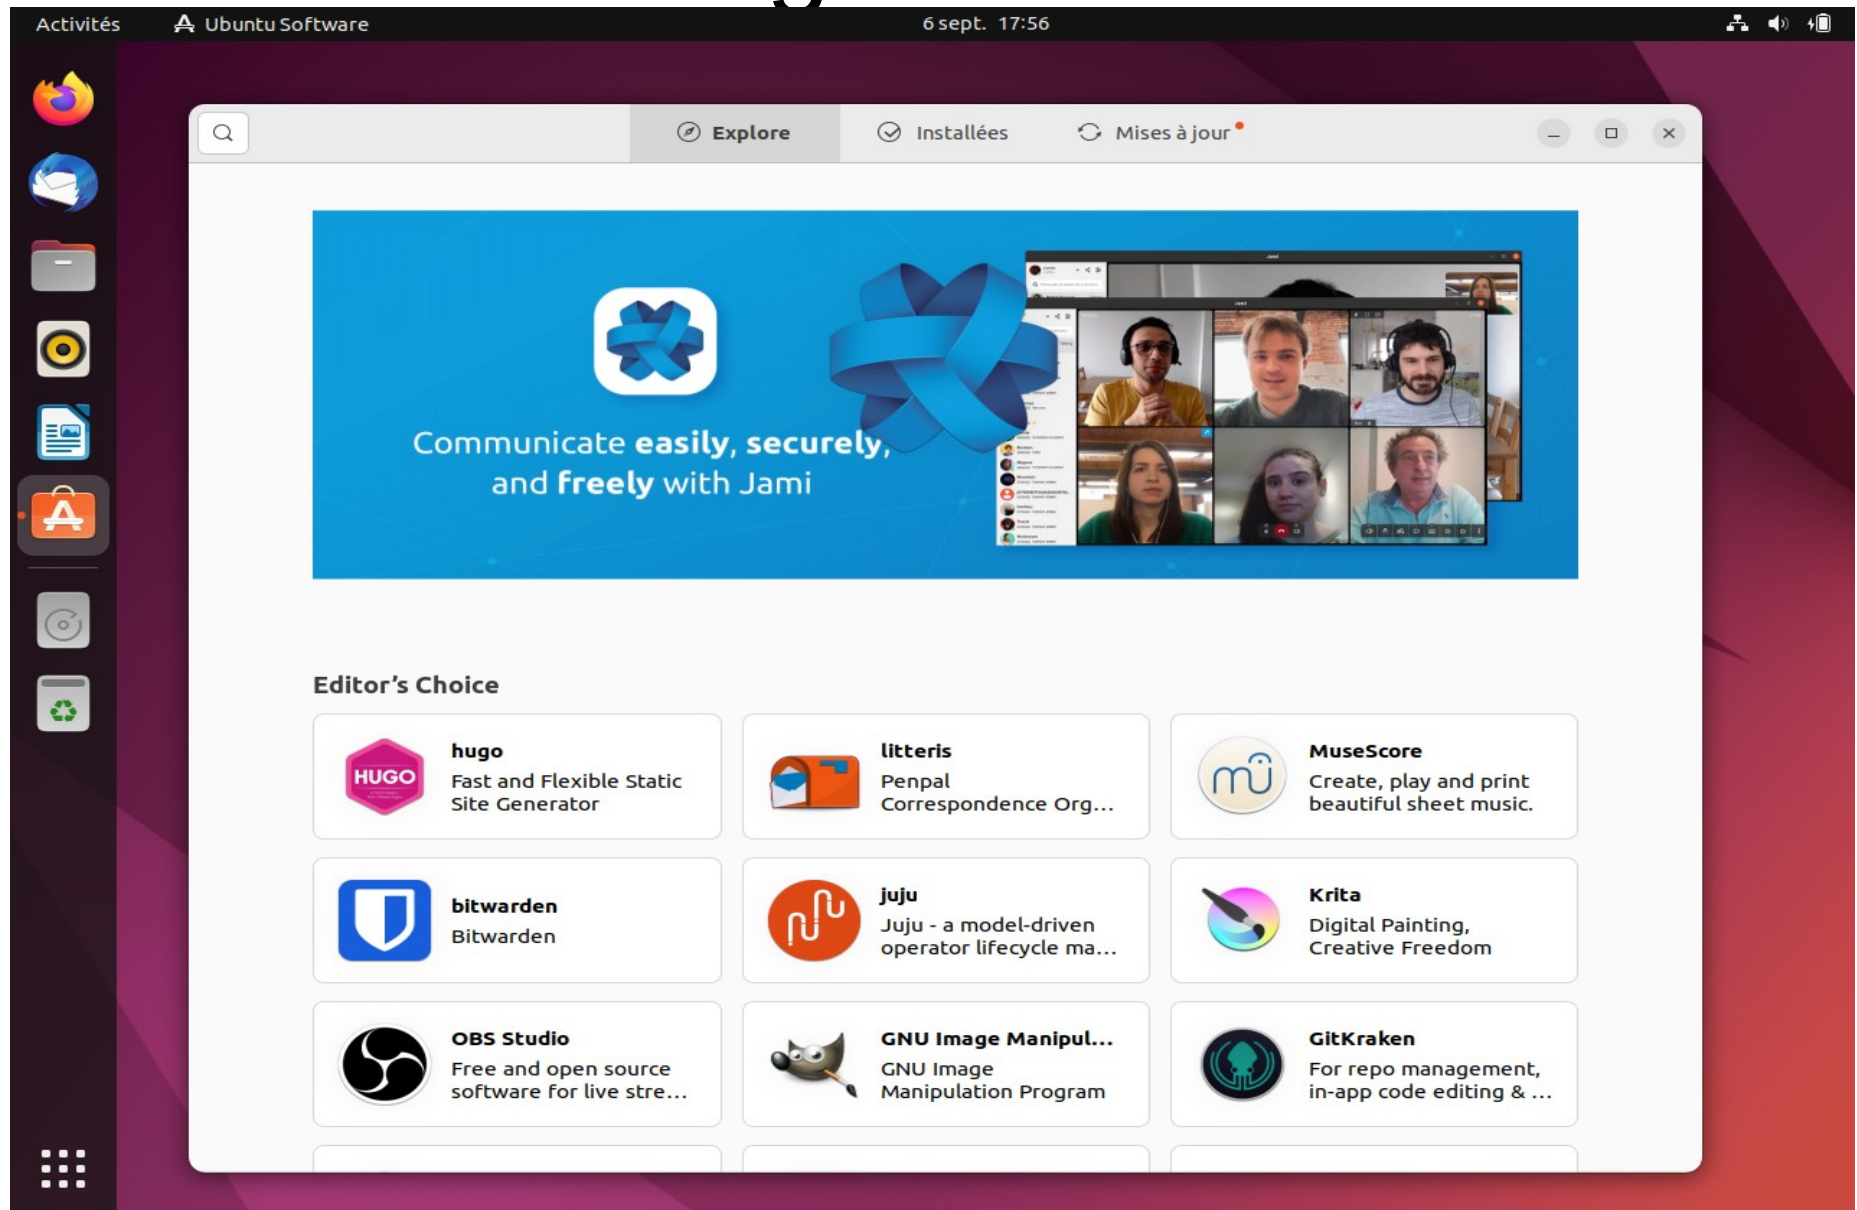 Activités
Ubuntu Software
6 sept. 17:56
Explore
Installées
Mises à jour
Jami
Jami
Communicate easily, securely,
and freely with Jami
Editor’s Choice
hugo
Fast and Flexible Static
Site Generator
HUGO
litteris
Penpal
Correspondence Org…
MuseScore
Create, play and print
beautiful sheet music.
bitwarden
Bitwarden
juju
Juju - a model-driven
operator lifecycle ma…
Krita
Digital Painting,
Creative Freedom
OBS Studio
Free and open source
software for live stre…
GNU Image Manipul…
GNU Image
Manipulation Program
GitKraken
For repo management,
in-app code editing & …